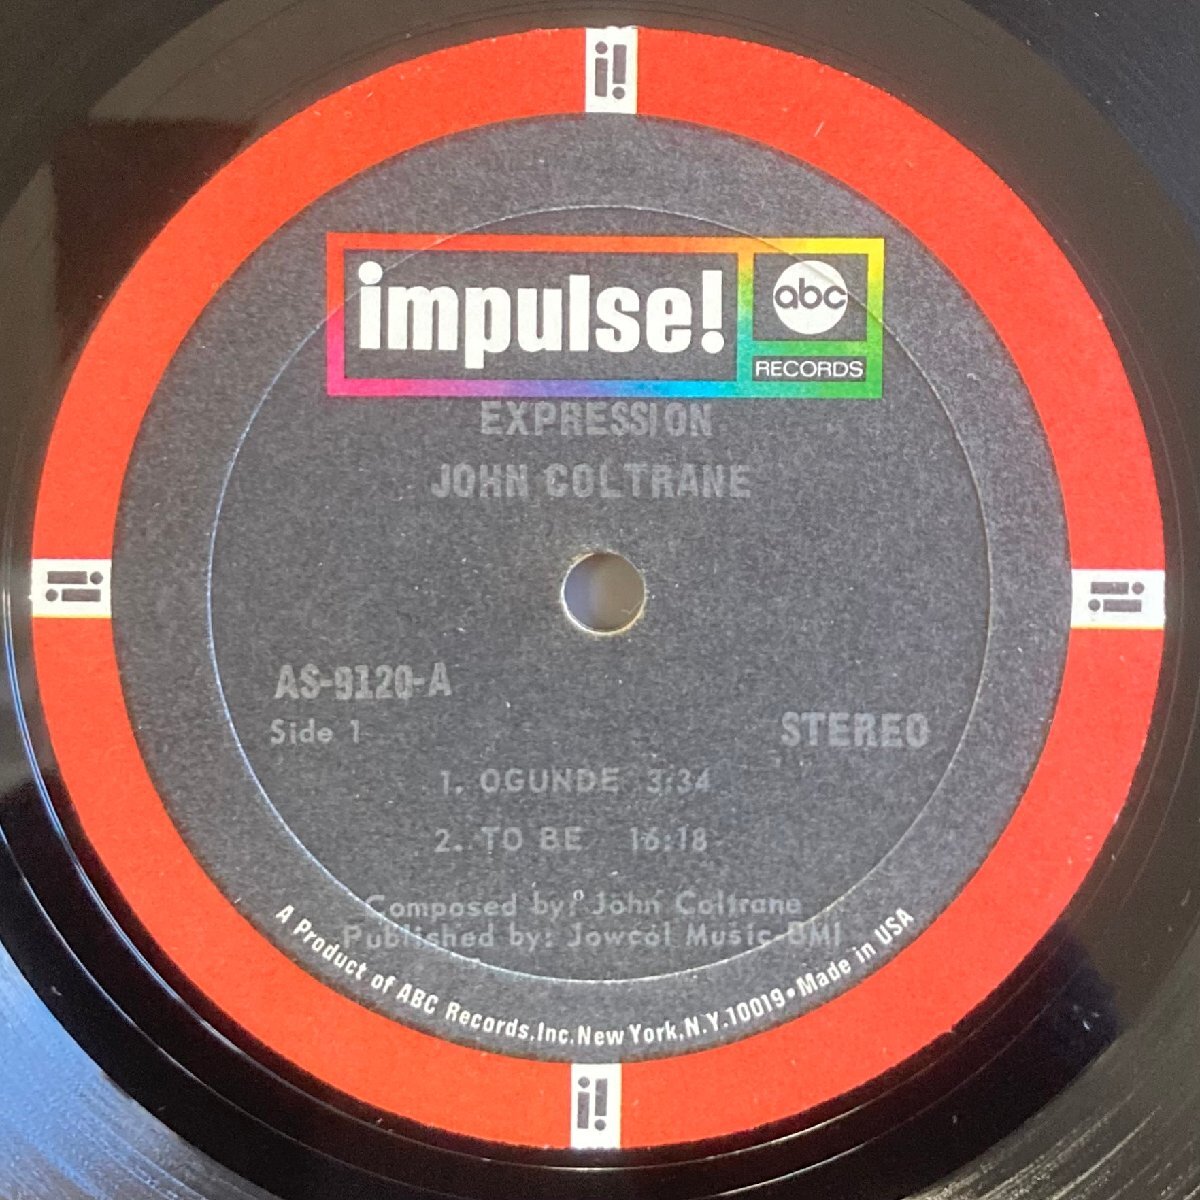 i!
impulse!
abc
RECORDS
EXPRESSION
JOHN COLTRANE
i!
i!
AS-9120-A
Side 1
STEREO
1. OGUNDE 3:34
2. TO BE 16:18
Composed by: John Coltrane
Published by: Jowcol Music-BMI
A Product of ABC Records, Inc. New York, N.Y. 10019 • Made in USA
i!